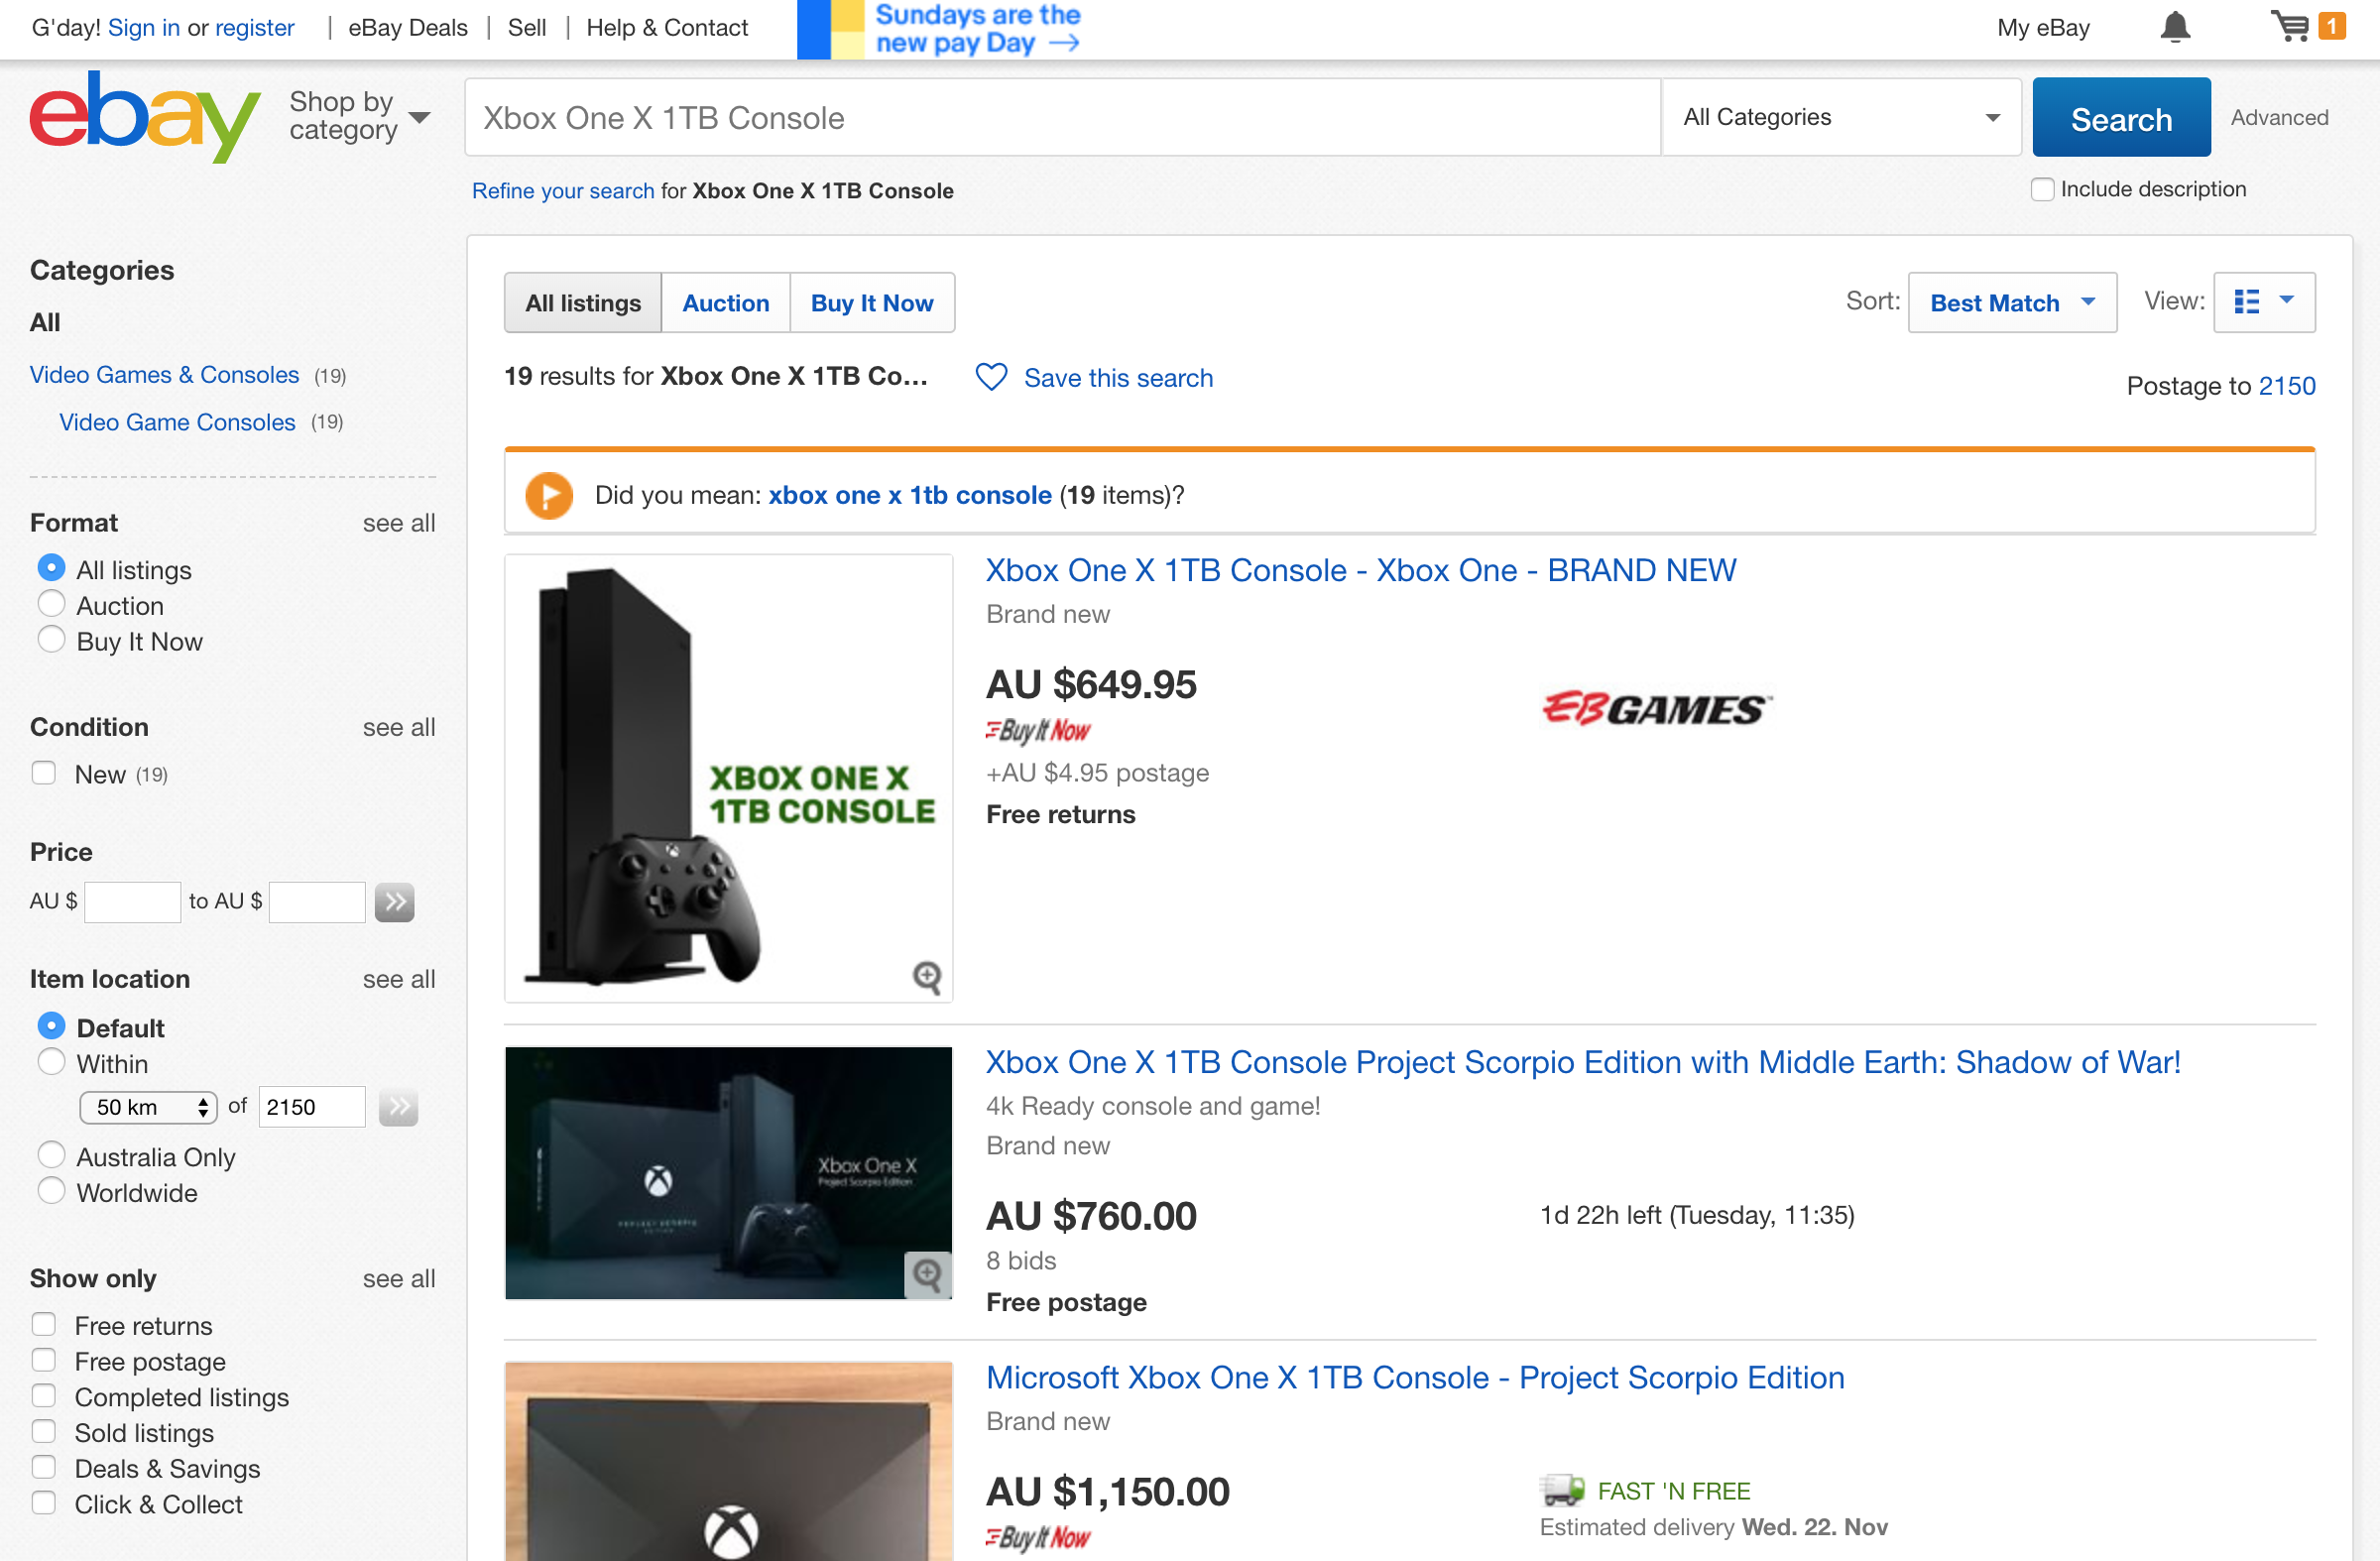 G'day! Sign in or register | eBay Deals | Sell | Help & Contact
Sundays are the
new pay Day →
My eBay
1
ebay
Shop by
category
Xbox One X 1TB Console
All Categories
Search
Advanced
Refine your search for Xbox One X 1TB Console
Include description
Categories
All
Video Games & Consoles (19)
Video Game Consoles (19)
Format see all
All listings
Auction
Buy It Now
Condition see all
New (19)
Price
AU $ to AU $
Item location see all
Default
Within
50 km of 2150
Australia Only
Worldwide
Show only see all
Free returns
Free postage
Completed listings
Sold listings
Deals & Savings
Click & Collect
All listings Auction Buy It Now
Sort: Best Match View:
19 results for Xbox One X 1TB Co...
Save this search
Postage to 2150
Did you mean: xbox one x 1tb console (19 items)?
XBOX ONE X
1TB CONSOLE
Xbox One X 1TB Console - Xbox One - BRAND NEW
Brand new
AU $649.95
Buy It Now
+AU $4.95 postage
Free returns
EBGAMES™
Xbox One X
Project Scorpio Edition
PROJECT SCORPIO
EDITION
Xbox One X 1TB Console Project Scorpio Edition with Middle Earth: Shadow of War!
4k Ready console and game!
Brand new
AU $760.00
8 bids
Free postage
1d 22h left (Tuesday, 11:35)
Microsoft Xbox One X 1TB Console - Project Scorpio Edition
Brand new
AU $1,150.00
Buy It Now
FAST 'N FREE
Estimated delivery Wed. 22. Nov